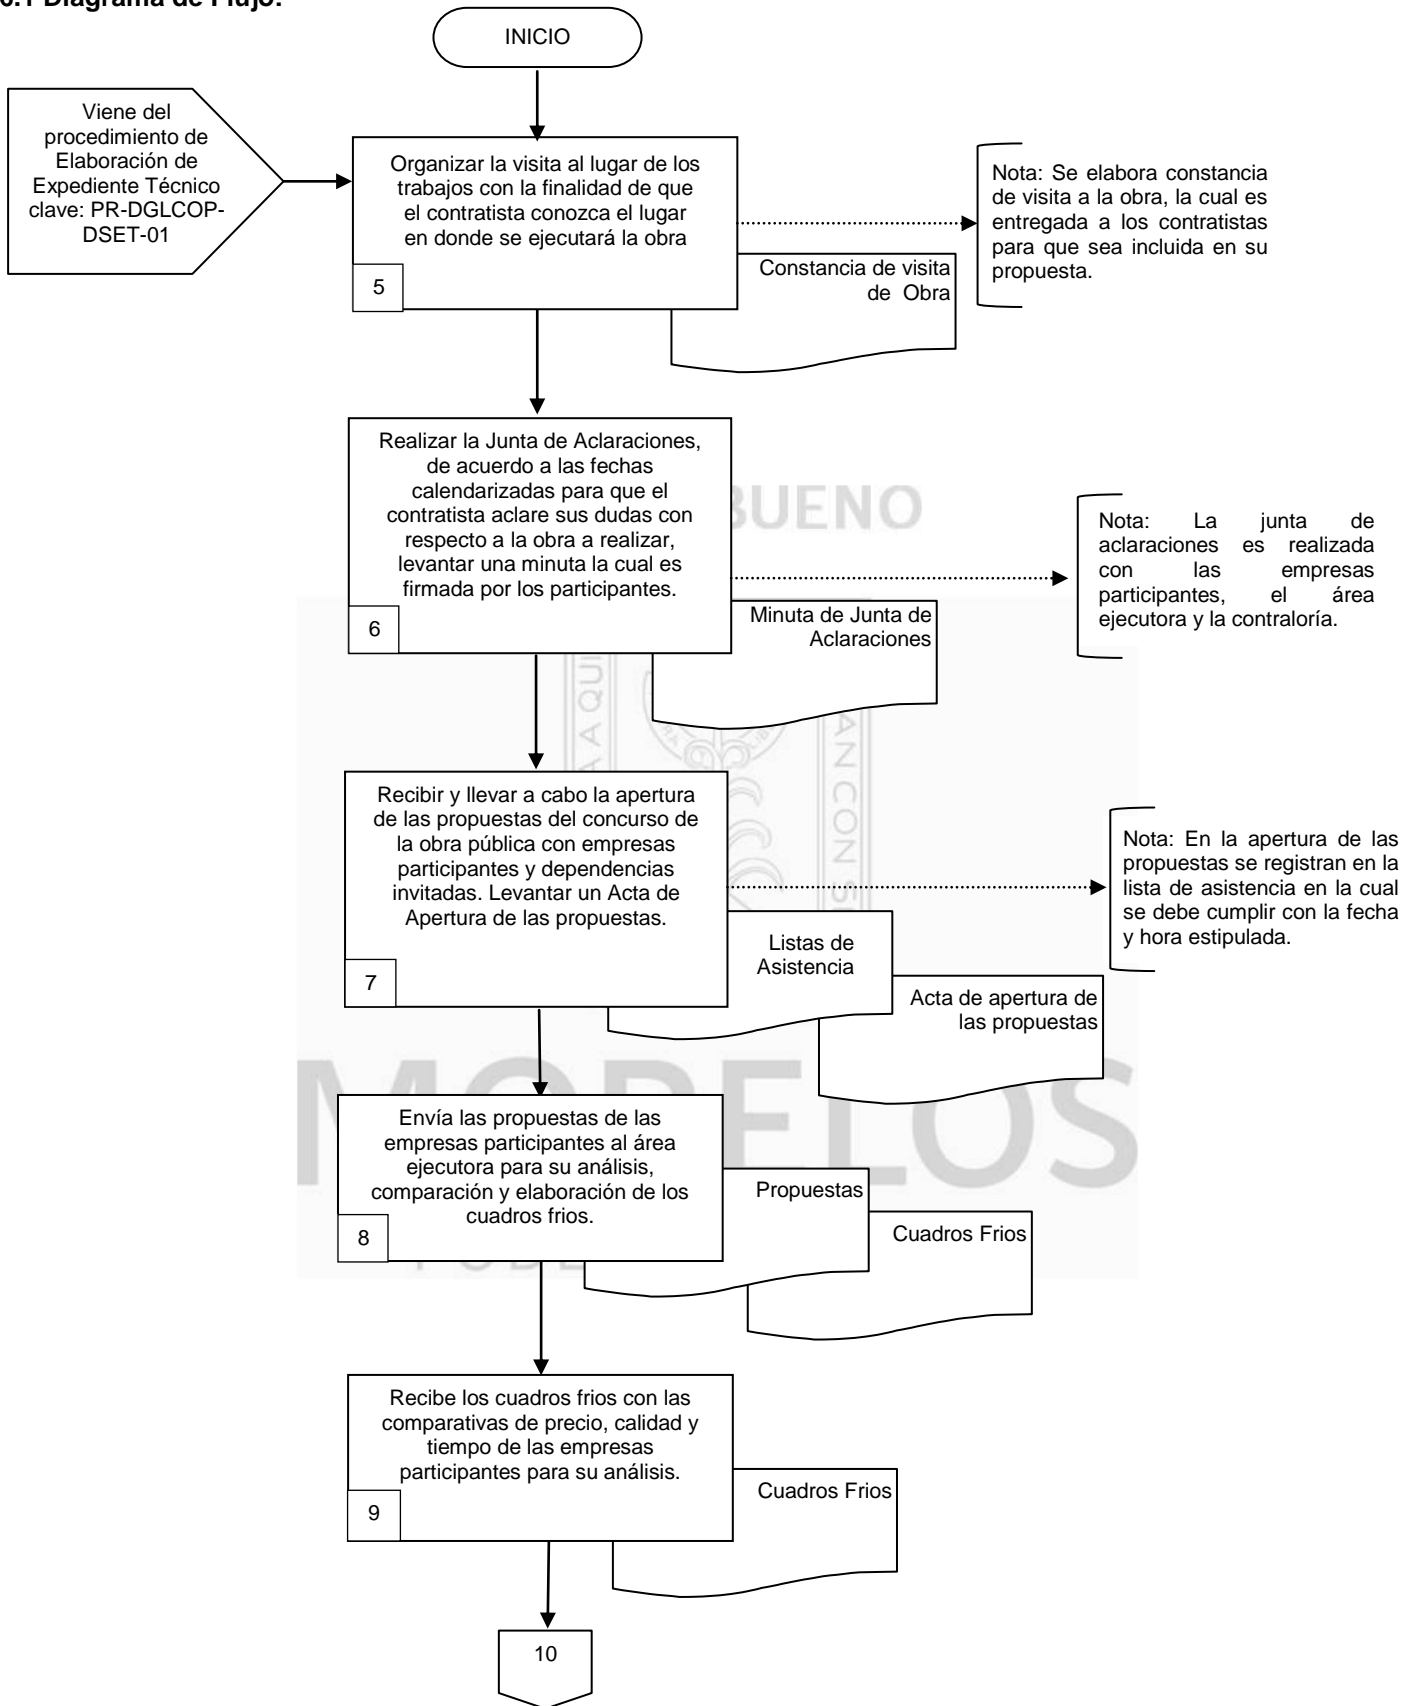 6.1 Diagrama de Flujo:
INICIO
Viene del
procedimiento de
Elaboración de
Expediente Técnico
clave: PR-DGLCOP-
DSET-01
Organizar la visita al lugar de los
trabajos con la finalidad de que
el contratista conozca el lugar
en donde se ejecutará la obra
5
Constancia de visita
de Obra
Nota: Se elabora constancia
de visita a la obra, la cual es
entregada a los contratistas
para que sea incluida en su
propuesta.
Realizar la Junta de Aclaraciones,
de acuerdo a las fechas
calendarizadas para que el
contratista aclare sus dudas con
respecto a la obra a realizar,
levantar una minuta la cual es
firmada por los participantes.
6
Minuta de Junta de
Aclaraciones
Nota: La junta de
aclaraciones es realizada
con las empresas
participantes, el área
ejecutora y la contraloría.
BUENO
Recibir y llevar a cabo la apertura
de las propuestas del concurso de
la obra pública con empresas
participantes y dependencias
invitadas. Levantar un Acta de
Apertura de las propuestas.
7
Listas de
Asistencia
Acta de apertura de
las propuestas
Nota: En la apertura de las
propuestas se registran en la
lista de asistencia en la cual
se debe cumplir con la fecha
y hora estipulada.
MORELOS
Envía las propuestas de las
empresas participantes al área
ejecutora para su análisis,
comparación y elaboración de los
cuadros frios.
8
Propuestas
Cuadros Frios
Recibe los cuadros frios con las
comparativas de precio, calidad y
tiempo de las empresas
participantes para su análisis.
9
Cuadros Frios
10